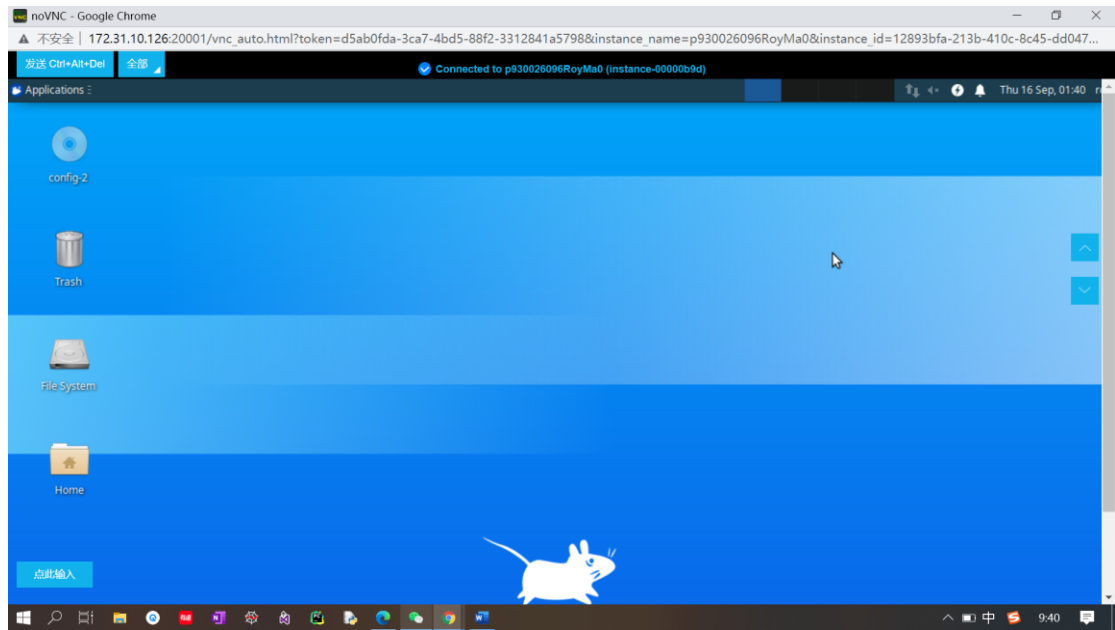 noVNC - Google Chrome
不安全 | 172.31.10.126:20001/vnc_auto.html?token=d5ab0fda-3ca7-4bd5-88f2-3312841a5798&instance_name=p930026096RoyMa0&instance_id=12893bfa-213b-410c-8c45-dd047...
发送 Ctrl+Alt+Del 全部 Connected to p930026096RoyMa0 (instance-00000b9d)
Applications Thu 16 Sep, 01:40
config-2
Trash
File System
Home
点此输入
中 9:40